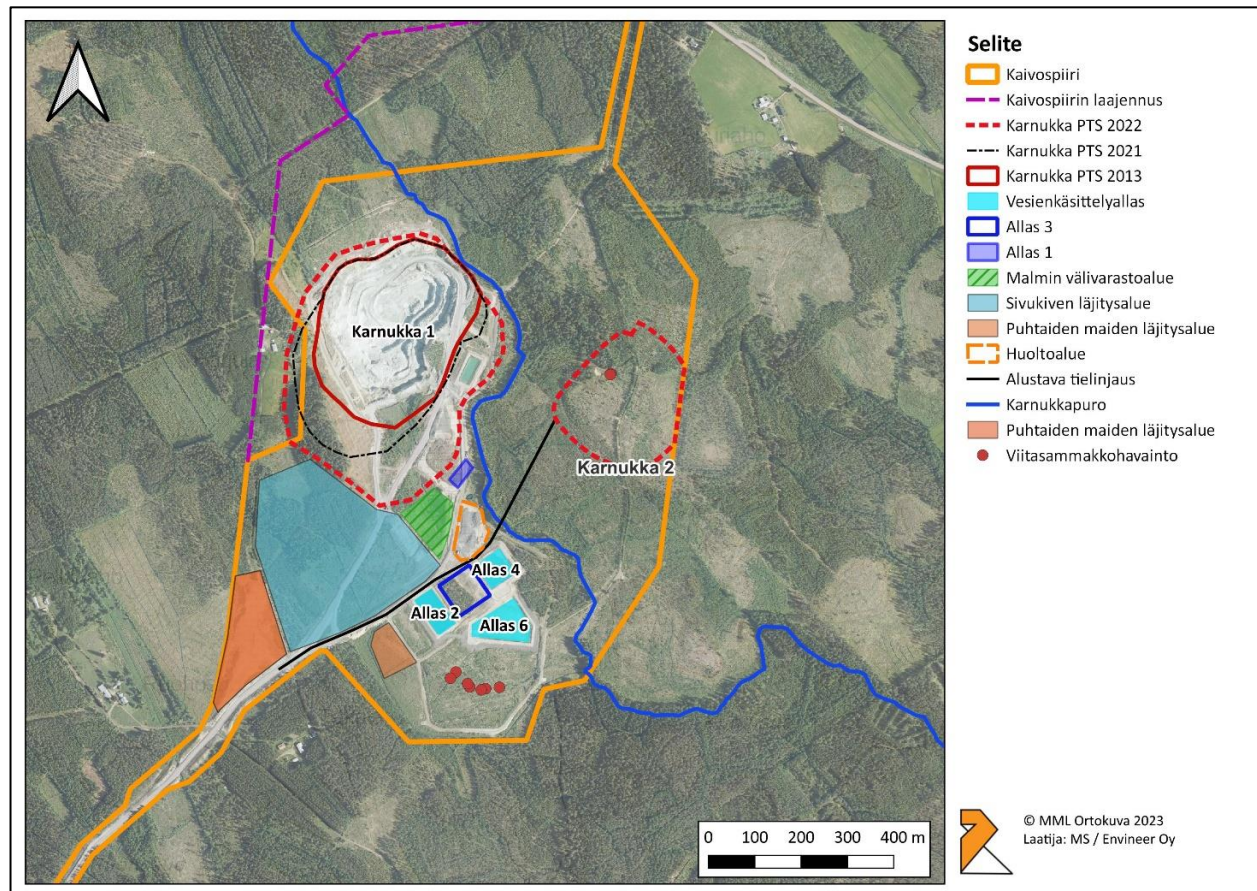 Karnukka 1
Karnukka 2
Allas 4
Allas 2
Allas 6
0 100 200 300 400 m
Selite
Kaivospiiri
Kaivospiirin laajennus
Karnukka PTS 2022
Karnukka PTS 2021
Karnukka PTS 2013
Vesienkäsittelyallas
Allas 3
Allas 1
Malmin välivarastoalue
Sivukiven läjitysalue
Puhtaiden maiden läjitysalue
Huoltoalue
Alustava tielinjaus
Karnukkapuro
Puhtaiden maiden läjitysalue
Viitasammakkohavainto
© MML Ortokuva 2023
Laatija: MS / Envineer Oy